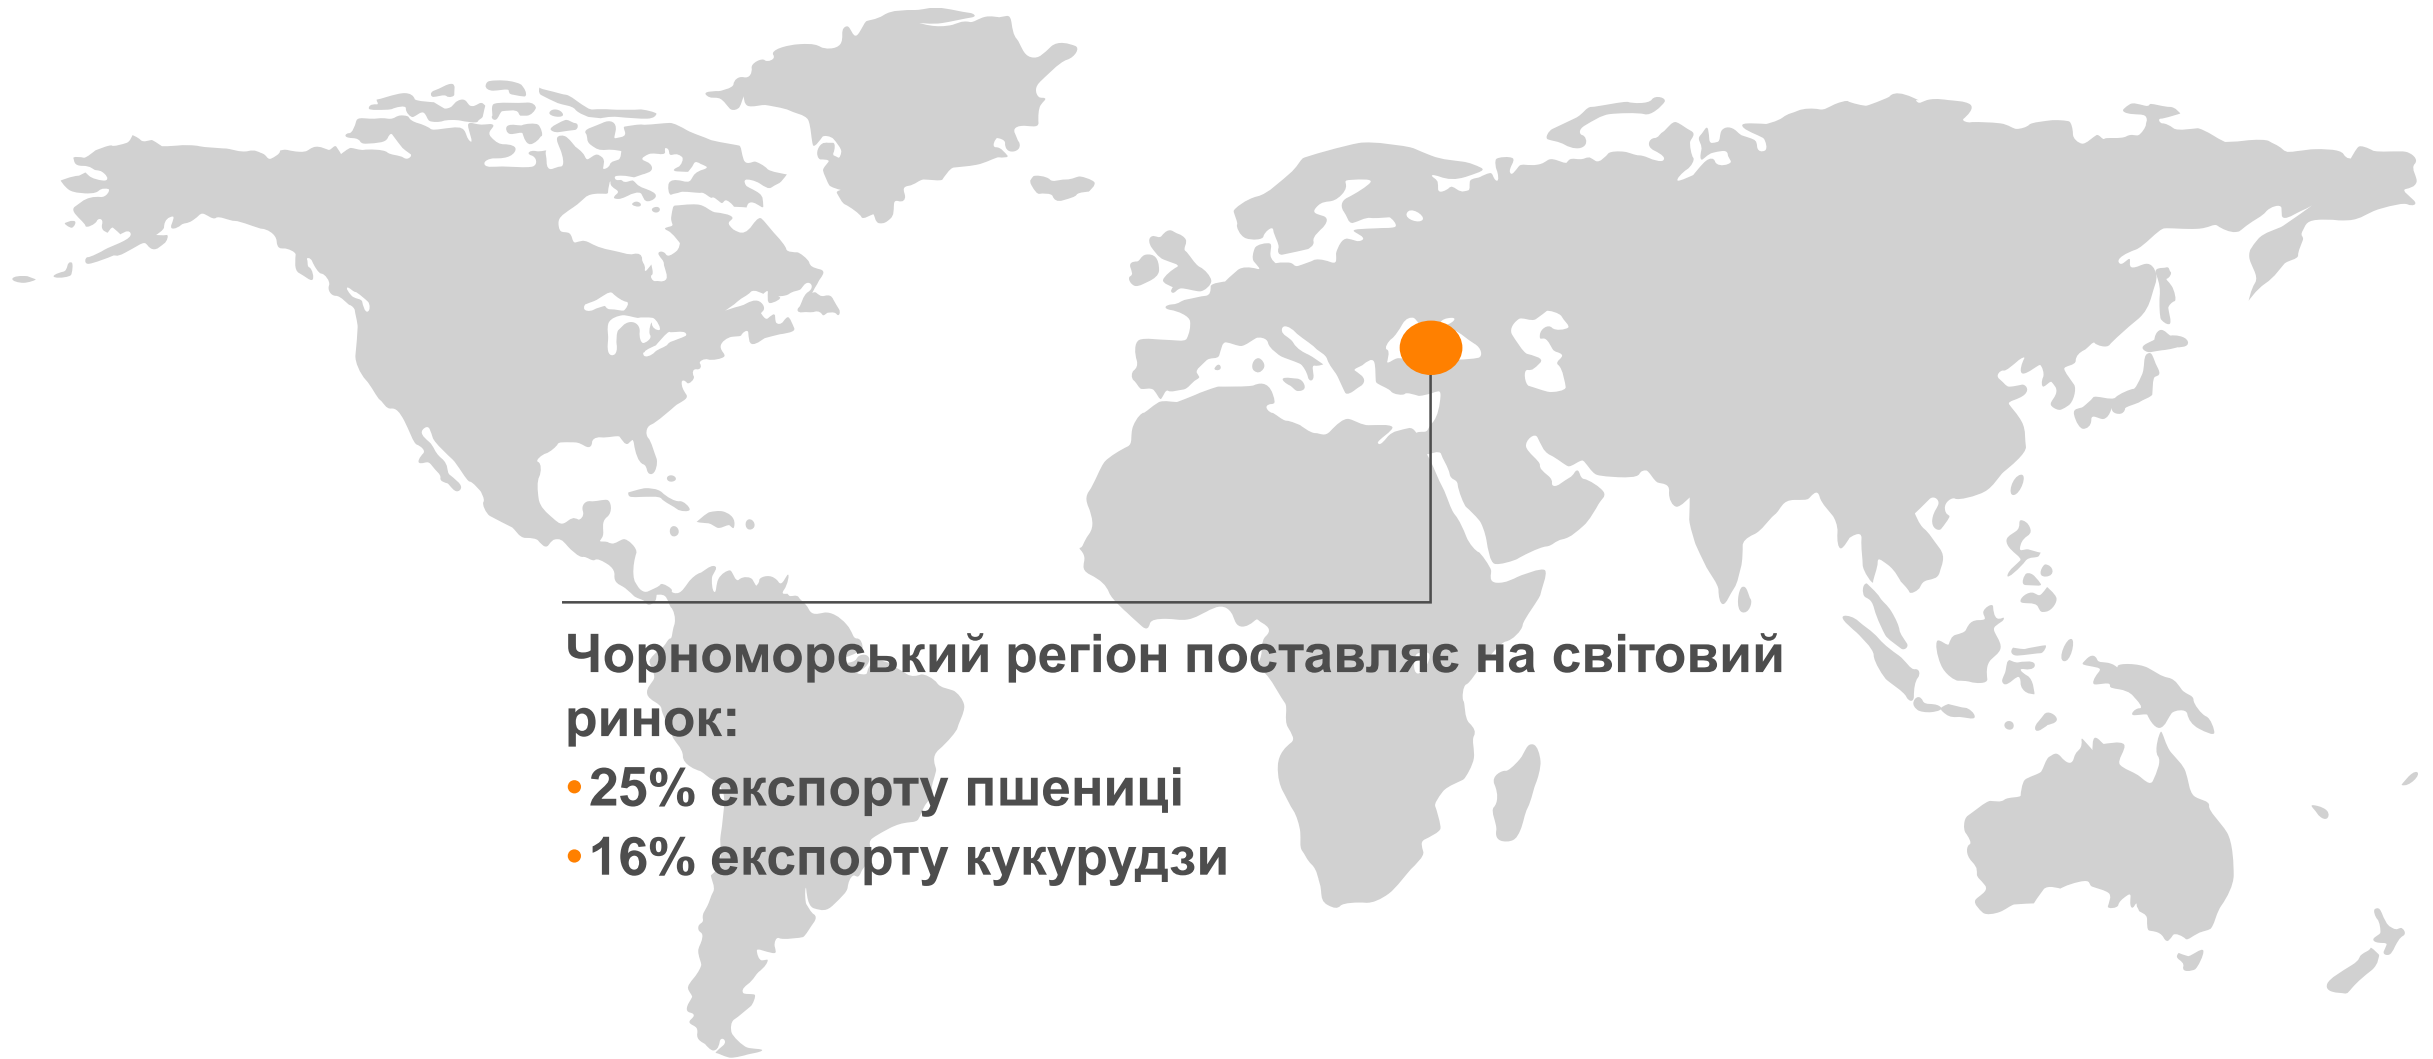 Чорноморський регіон поставляє на світовий
ринок:
•25% експорту пшениці
•16% експорту кукурудзи